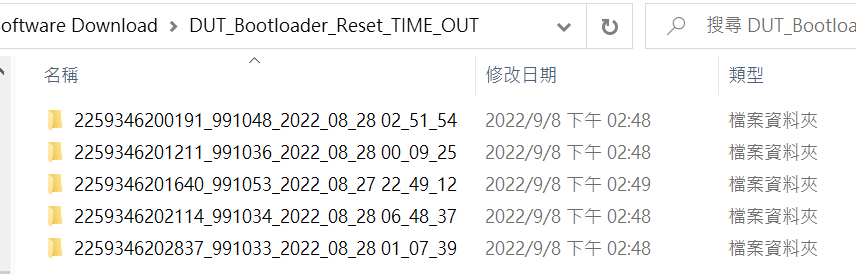 oftware Download > DUT_Bootloader_Reset_TIME_OUT 搜尋 DUT_Bootloa
名稱 修改日期 類型
2259346200191_991048_2022_08_28 02_51_54 2022/9/8 下午 02:48 檔案資料夾
2259346201211_991036_2022_08_28 00_09_25 2022/9/8 下午 02:48 檔案資料夾
2259346201640_991053_2022_08_27 22_49_12 2022/9/8 下午 02:49 檔案資料夾
2259346202114_991034_2022_08_28 06_48_37 2022/9/8 下午 02:48 檔案資料夾
2259346202837_991033_2022_08_28 01_07_39 2022/9/8 下午 02:48 檔案資料夾